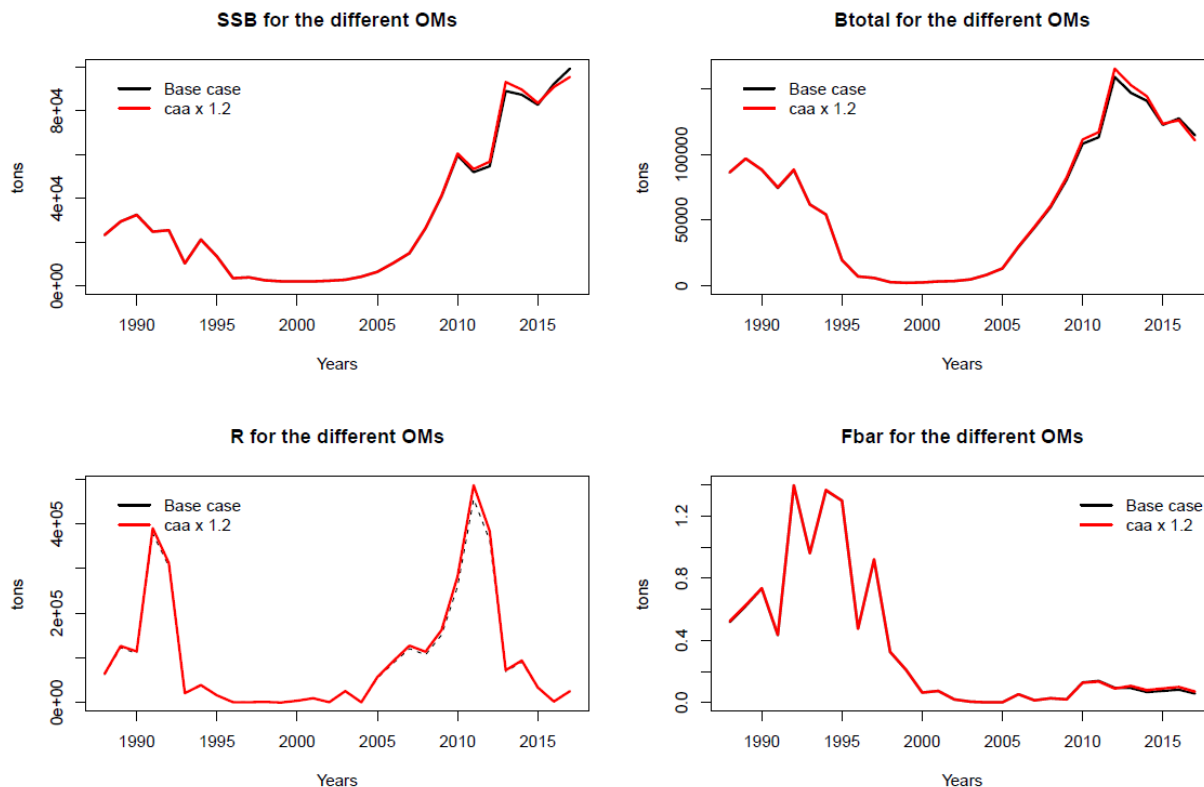 SSB for the different OMs
tons
0e+00 4e+04 8e+04
Base case
caa x 1.2
1990 1995 2000 2005 2010 2015
Years
Btotal for the different OMs
tons
0 50000 100000
Base case
caa x 1.2
1990 1995 2000 2005 2010 2015
Years
R for the different OMs
tons
0e+00 2e+05 4e+05
Base case
caa x 1.2
1990 1995 2000 2005 2010 2015
Years
Fbar for the different OMs
tons
0.0 0.4 0.8 1.2
Base case
caa x 1.2
1990 1995 2000 2005 2010 2015
Years